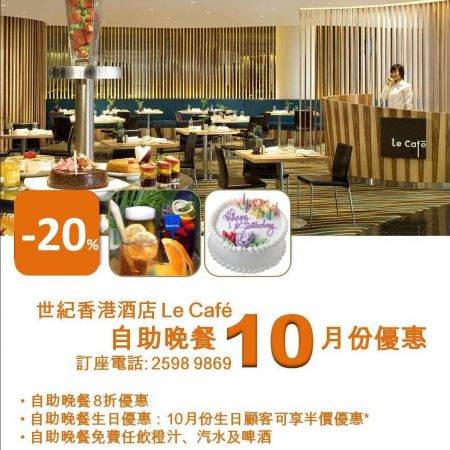 Le Café
-20%
Happy
Birthday
世紀香港酒店 Le Café
自助晚餐 10 月份優惠
訂座電話: 2598 9869
• 自助晚餐 8折優惠
• 自助晚餐生日優惠：10月份生日顧客可享半價優惠*
• 自助晚餐免費任飲橙汁、汽水及啤酒